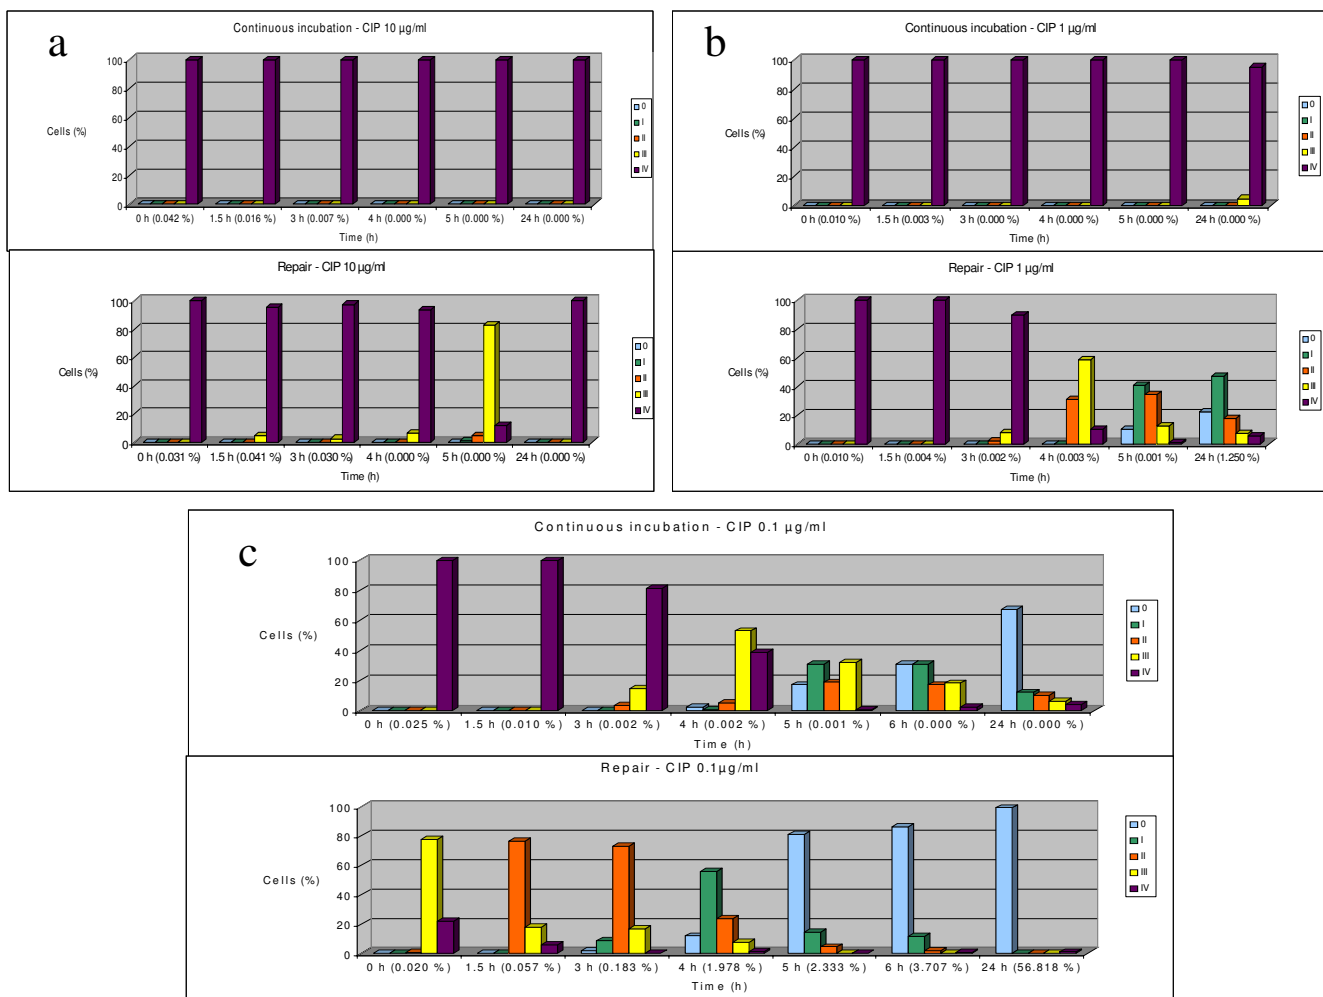 a
Continuous incubation - CIP 10 µg/ml
100
80
60
40
20
0
Cells (%)
0 h (0.042 %) 1.5 h (0.016 %) 3 h (0.007 %) 4 h (0.000 %) 5 h (0.000 %) 24 h (0.000 %)
Time (h)
0
I
II
III
IV
Repair - CIP 10 µg/ml
100
80
60
40
20
0
Cells (%)
0 h (0.031 %) 1.5 h (0.041 %) 3 h (0.030 %) 4 h (0.000 %) 5 h (0.000 %) 24 h (0.000 %)
Time (h)
0
I
II
III
IV
b
Continuous incubation - CIP 1 µg/ml
100
80
60
40
20
0
Cells (%)
0 h (0.010 %) 1.5 h (0.003 %) 3 h (0.000 %) 4 h (0.000 %) 5 h (0.000 %) 24 h (0.000 %)
Time (h)
0
I
II
III
IV
Repair - CIP 1 µg/ml
100
80
60
40
20
0
Cells (%)
0 h (0.010 %) 1.5 h (0.004 %) 3 h (0.002 %) 4 h (0.003 %) 5 h (0.001 %) 24 h (1.250 %)
Time (h)
0
I
II
III
IV
c
Continuous incubation - CIP 0.1 µg/ml
100
80
60
40
20
0
Cells (%)
0 h (0.025 %) 1.5 h (0.010 %) 3 h (0.002 %) 4 h (0.002 %) 5 h (0.001 %) 6 h (0.000 %) 24 h (0.000 %)
Time (h)
0
I
II
III
IV
Repair - CIP 0.1µg/ml
100
80
60
40
20
0
Cells (%)
0 h (0.020 %) 1.5 h (0.057 %) 3 h (0.183 %) 4 h (1.978 %) 5 h (2.333 %) 6 h (3.707 %) 24 h (56.818 %)
Time (h)
0
I
II
III
IV